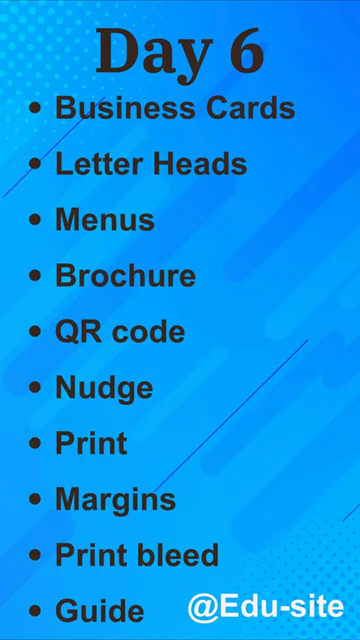 Day 6
• Business Cards
• Letter Heads
• Menus
• Brochure
• QR code
• Nudge
• Print
• Margins
• Print bleed
• Guide
@Edu-site